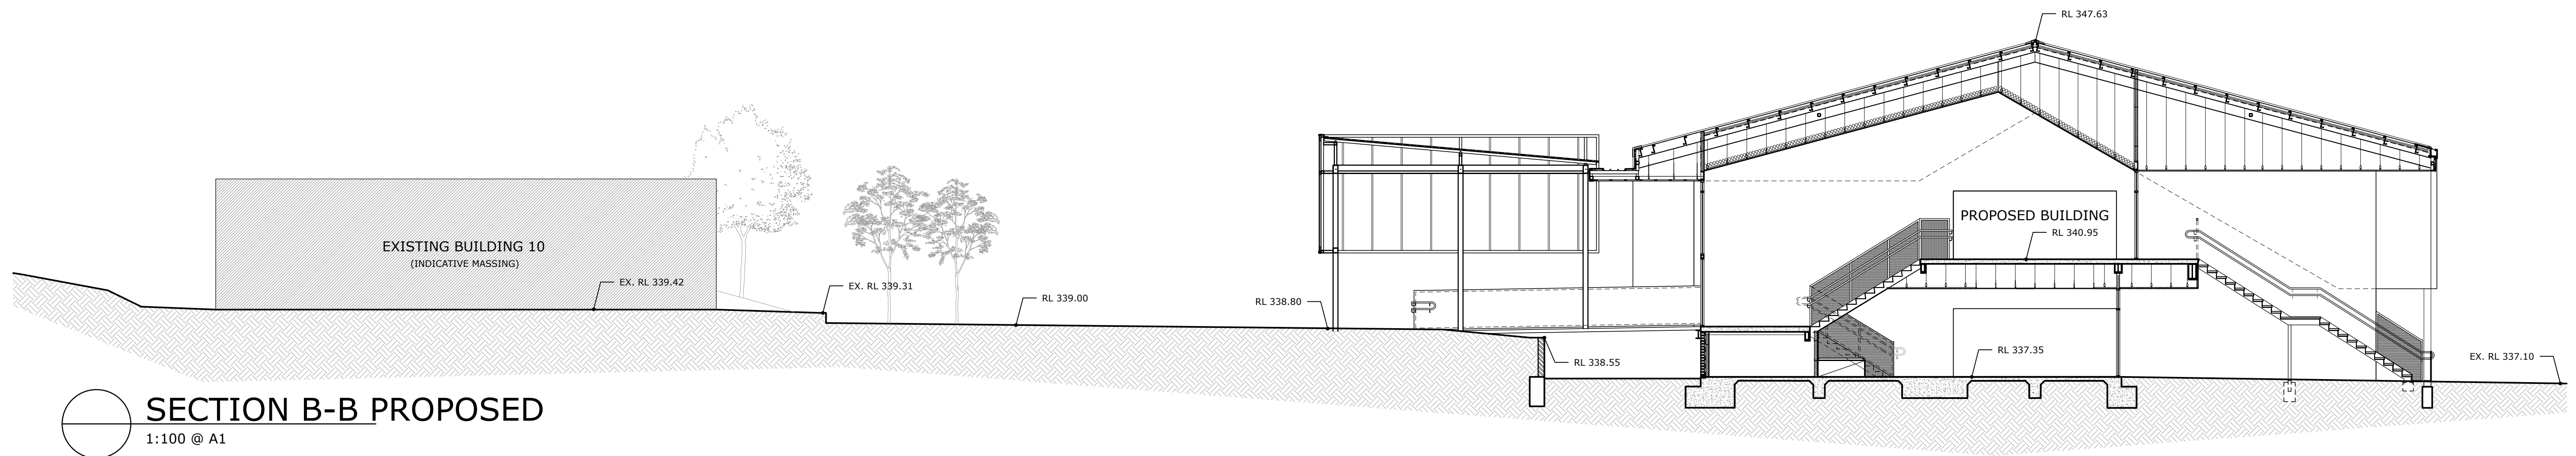 RL 347.63
EXISTING BUILDING 10
(INDICATIVE MASSING)
EX. RL 339.42
EX. RL 339.31
RL 339.00
RL 338.80
RL 338.55
PROPOSED BUILDING
RL 340.95
RL 337.35
EX. RL 337.10
SECTION B-B PROPOSED
1:100 @ A1